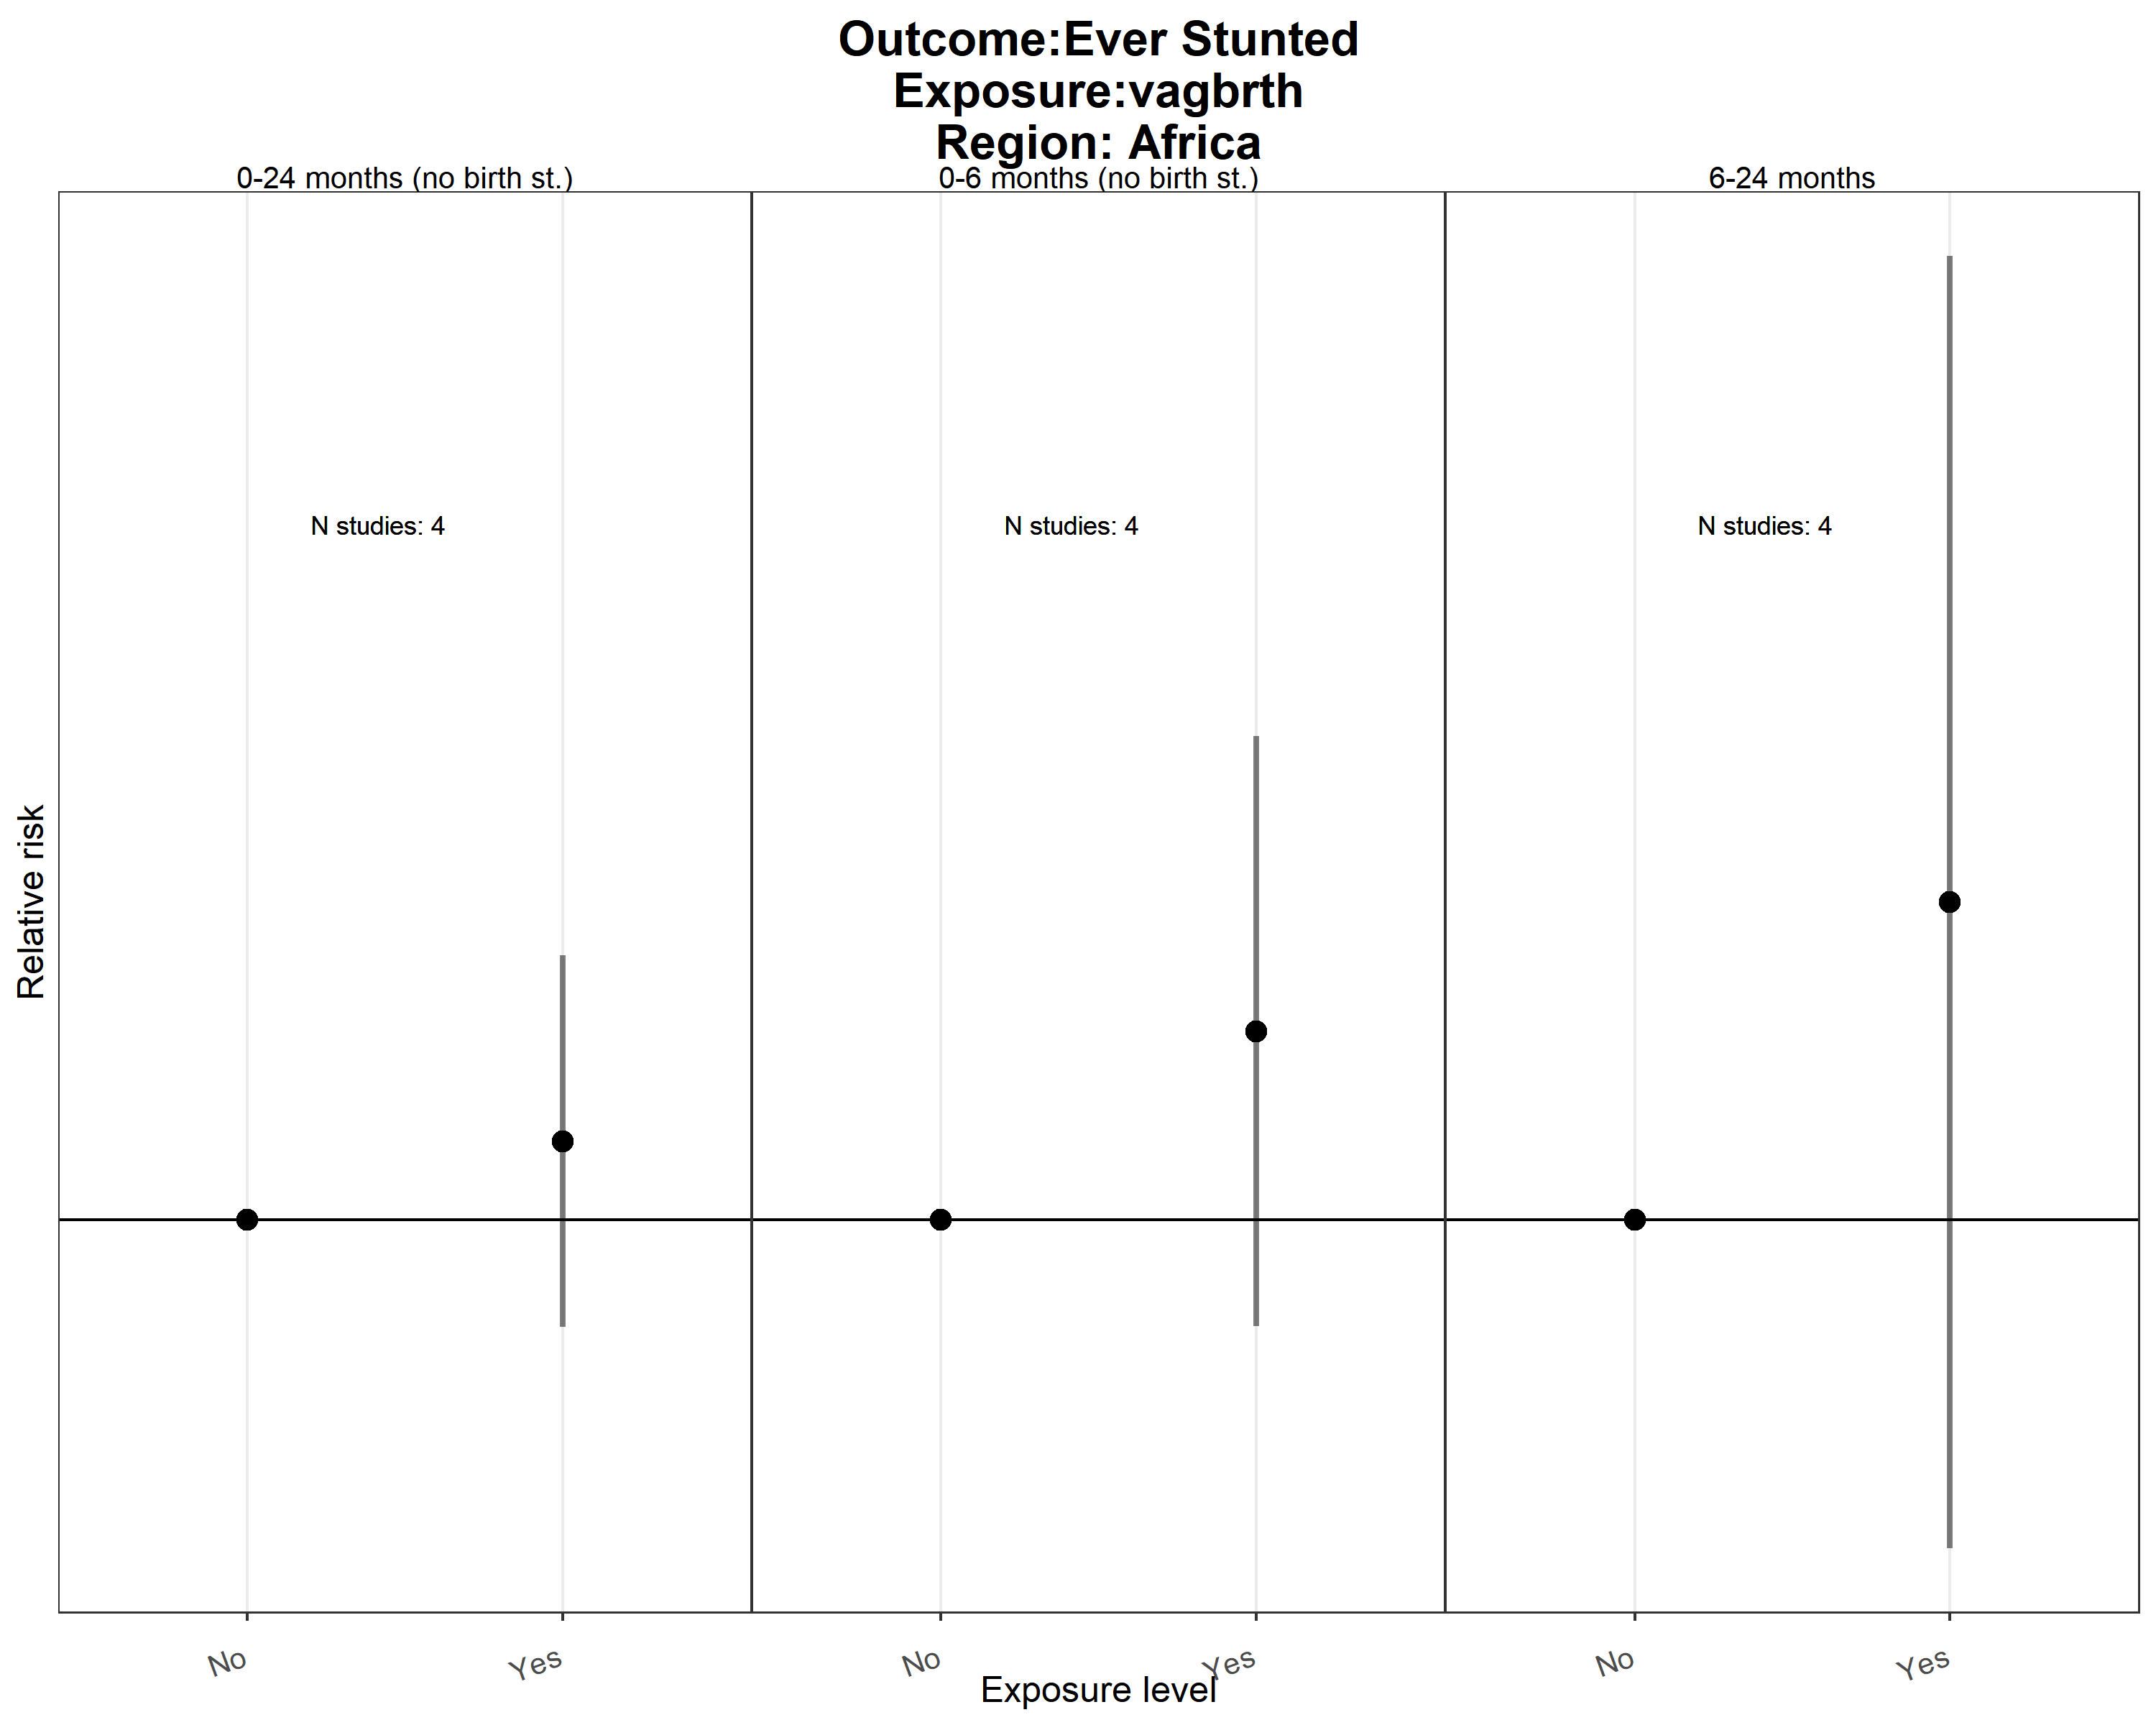 Outcome:Ever Stunted
Exposure:vagbrth
Region: Africa
0-24 months (no birth st.)
0-6 months (no birth st.)
6-24 months
N studies: 4
N studies: 4
N studies: 4
Relative risk
No
Yes
No
Yes
No
Yes
Exposure level